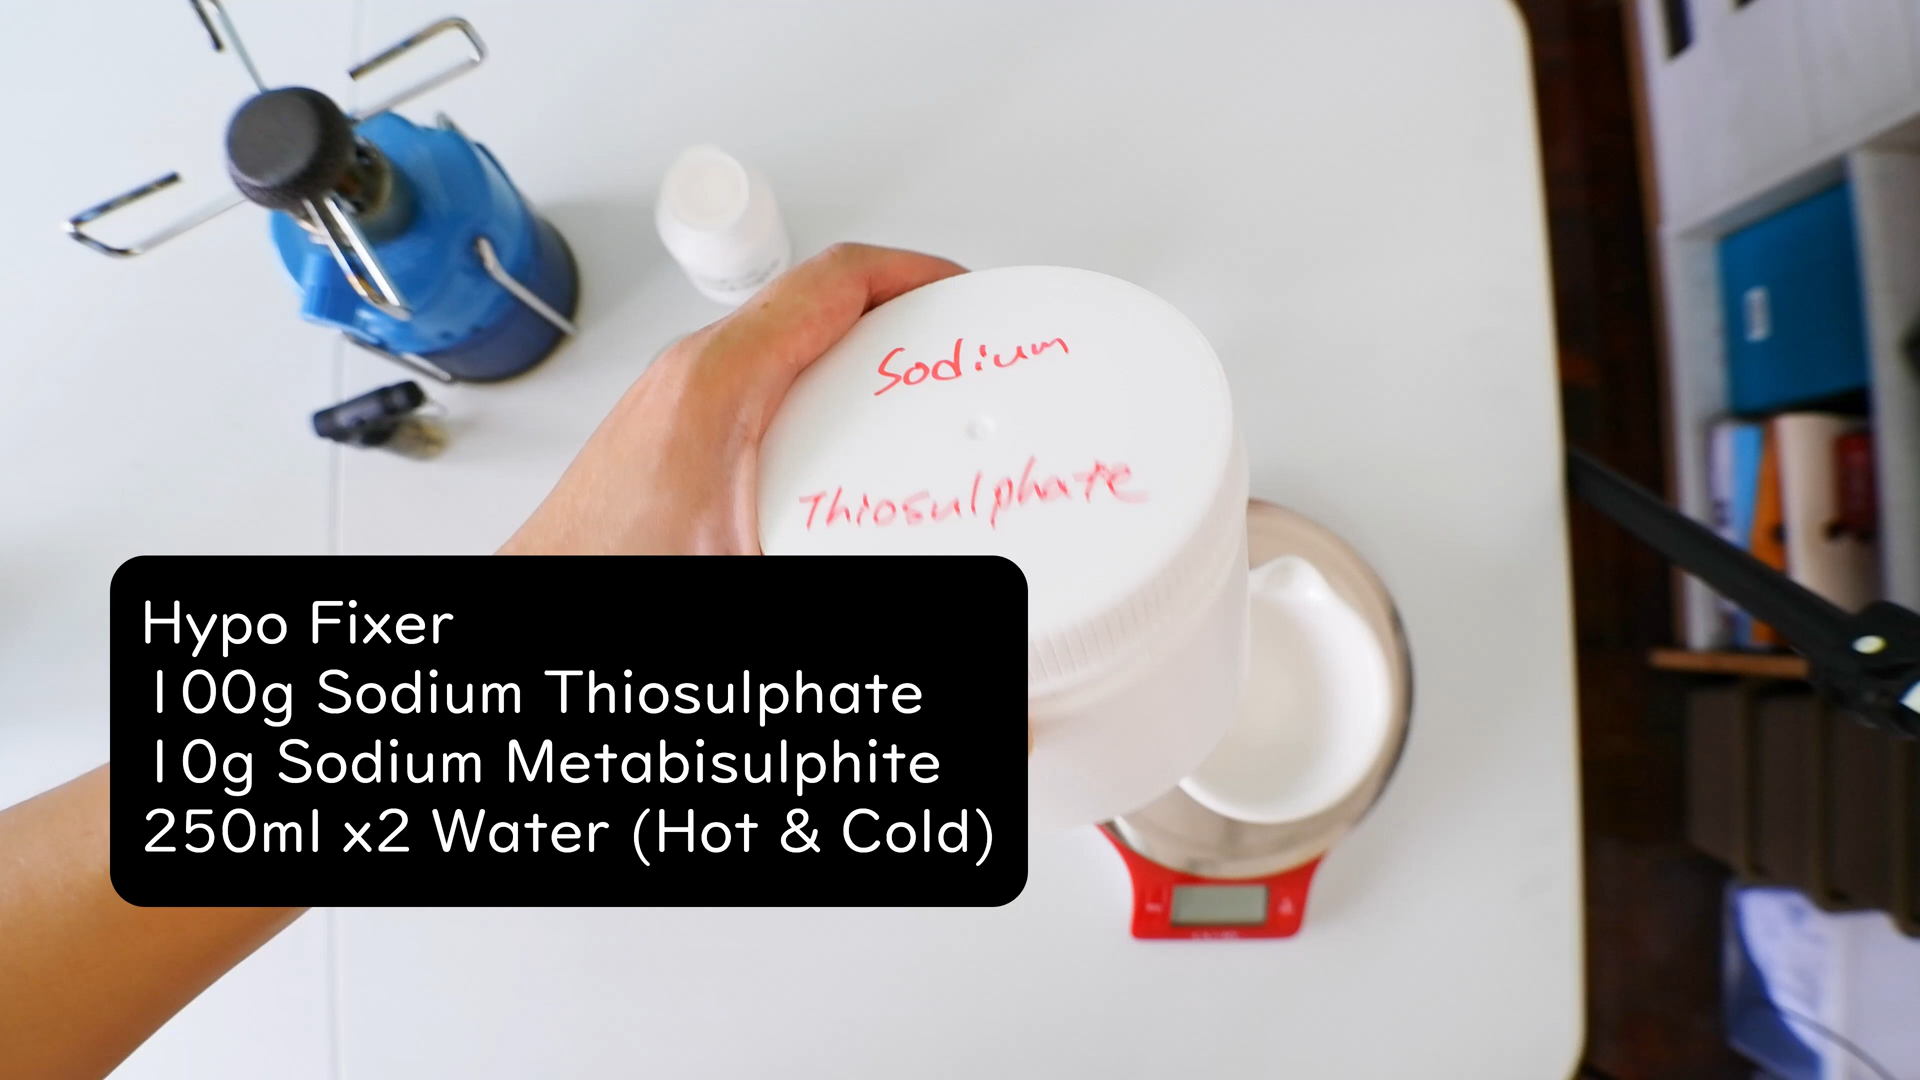 Sodium
Thiosulphate
Hypo Fixer
100g Sodium Thiosulphate
10g Sodium Metabisulphite
250ml x2 Water (Hot & Cold)